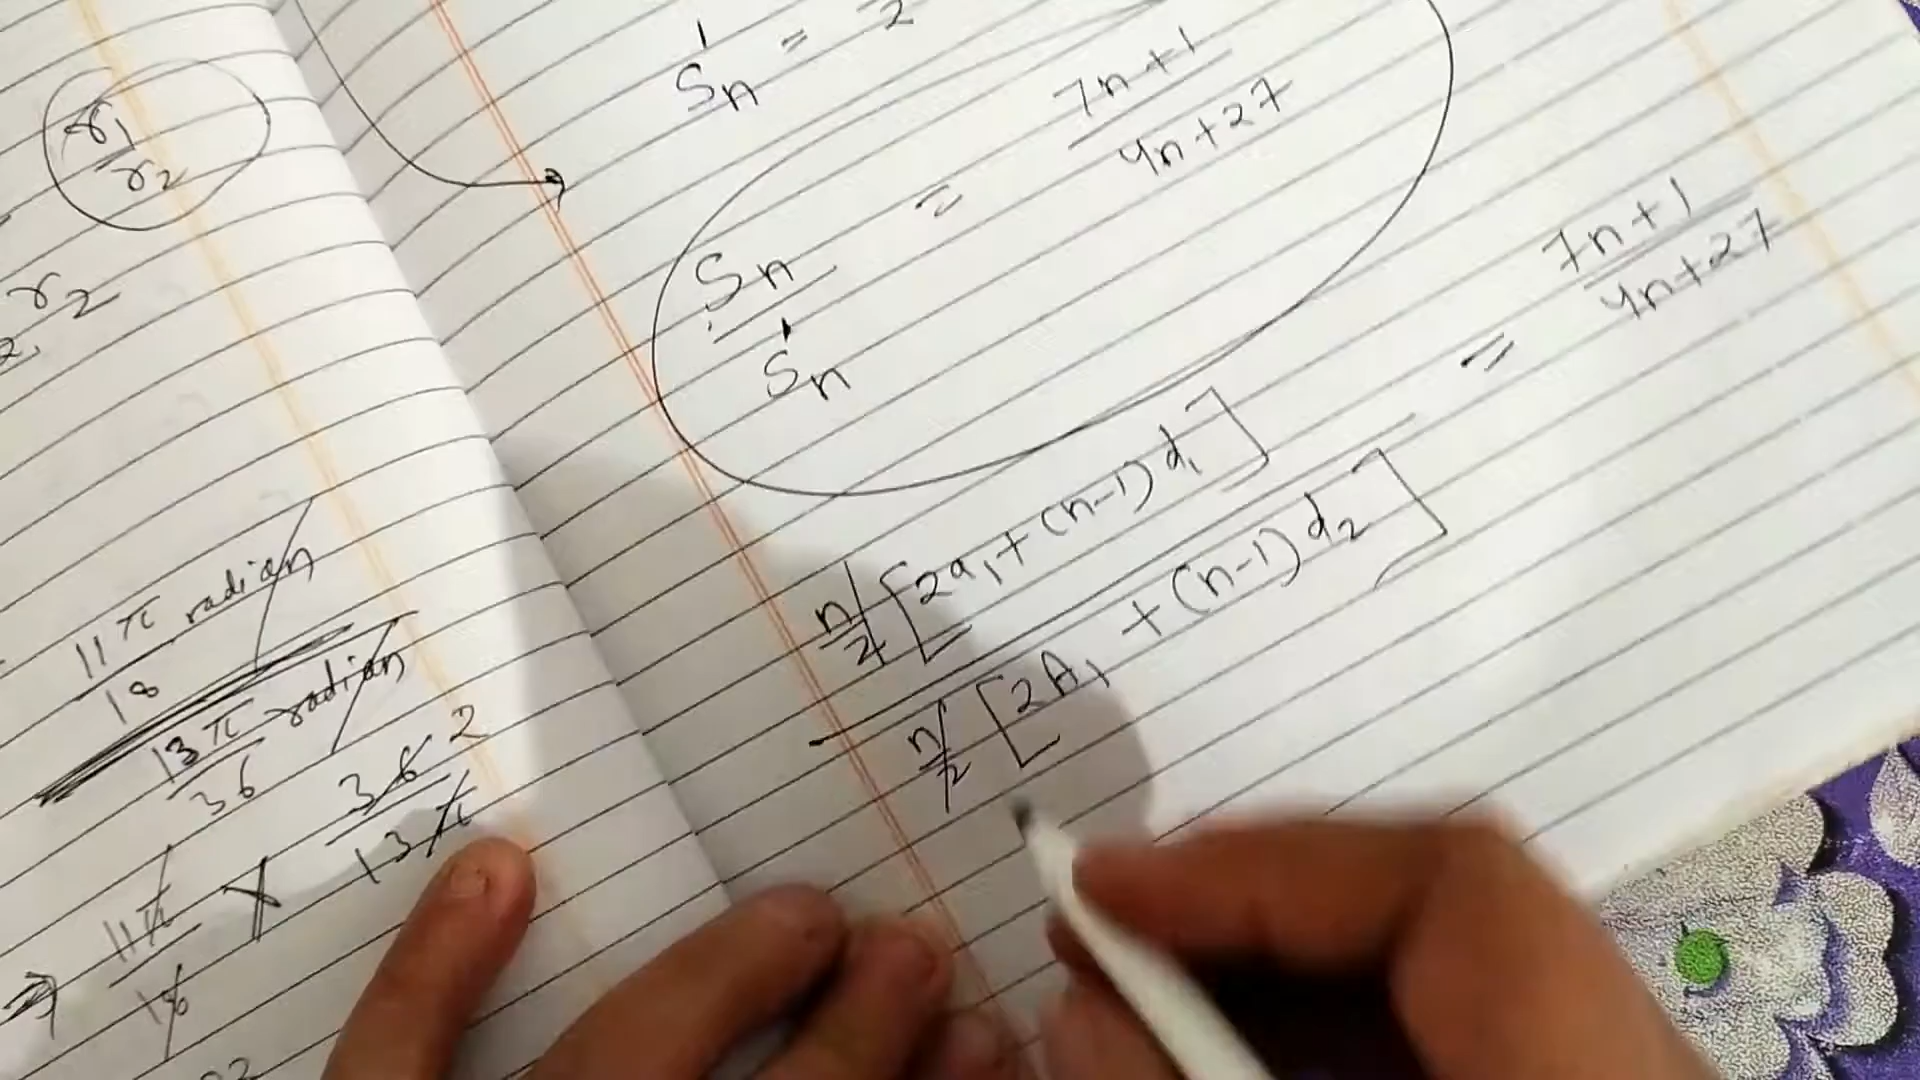 r1
r2
r2
2,
11π radian
18
13π radian
36
11π X 36 2
18 13π
S'n = 2
Sn = 7n+1
S'n 4n+27
n/2 [2a1+(n-1)d1] = 7n+1
n/2 [2A1 + (n-1)d2] 4n+27